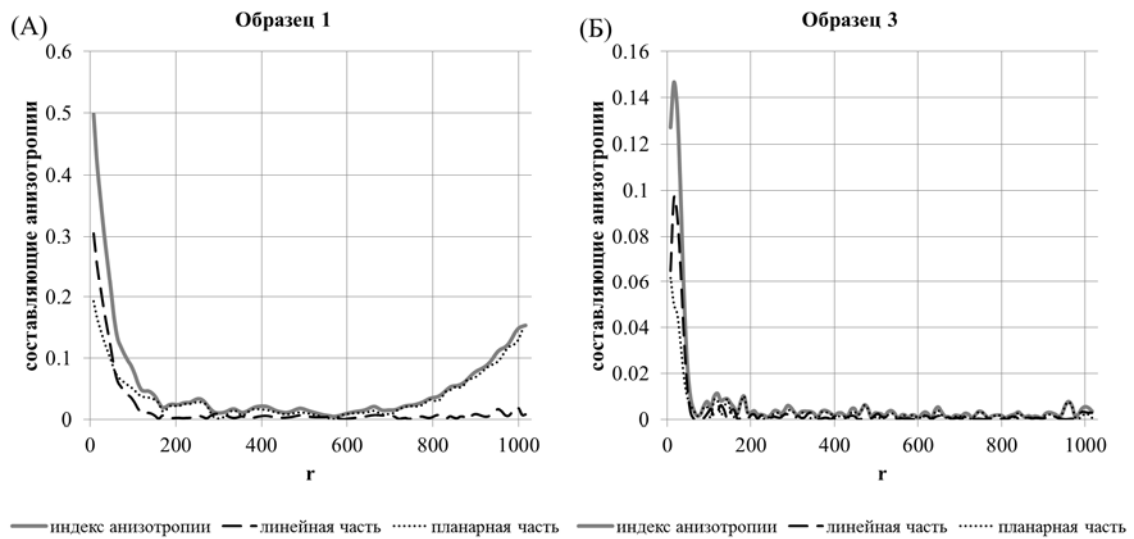 (А)
Образец 1
составляющие анизотропии
0.6
0.5
0.4
0.3
0.2
0.1
0
0 200 400 600 800 1000
r
индекс анизотропии линейная часть планарная часть
(Б)
Образец 3
составляющие анизотропии
0.16
0.14
0.12
0.1
0.08
0.06
0.04
0.02
0
0 200 400 600 800 1000
r
индекс анизотропии линейная часть планарная часть